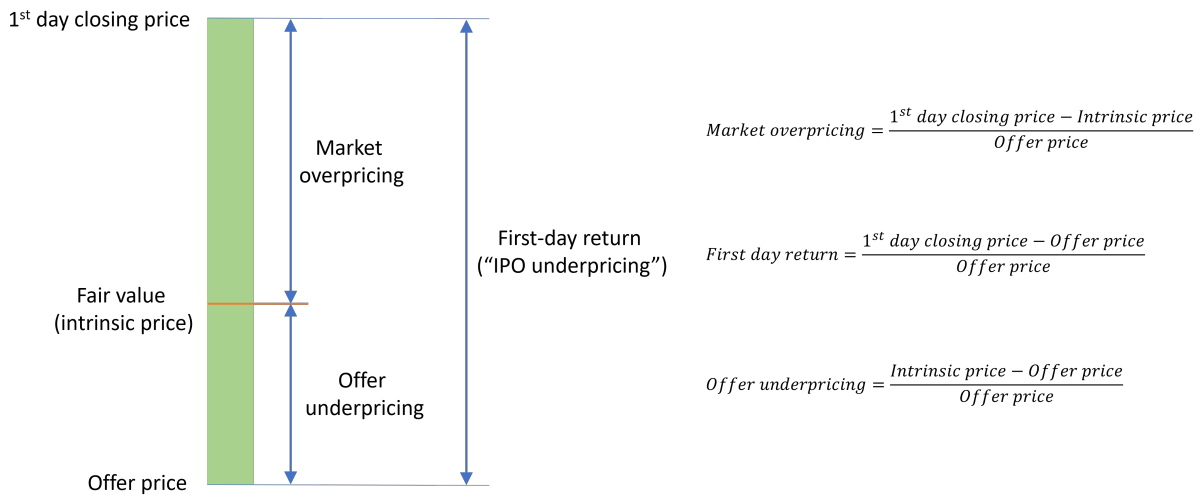 1st day closing price
Market
overpricing
First-day return
(“IPO underpricing”)
Fair value
(intrinsic price)
Offer
underpricing
Offer price
Market overpricing = (1st day closing price − Intrinsic price) / Offer price
First day return = (1st day closing price − Offer price) / Offer price
Offer underpricing = (Intrinsic price − Offer price) / Offer price